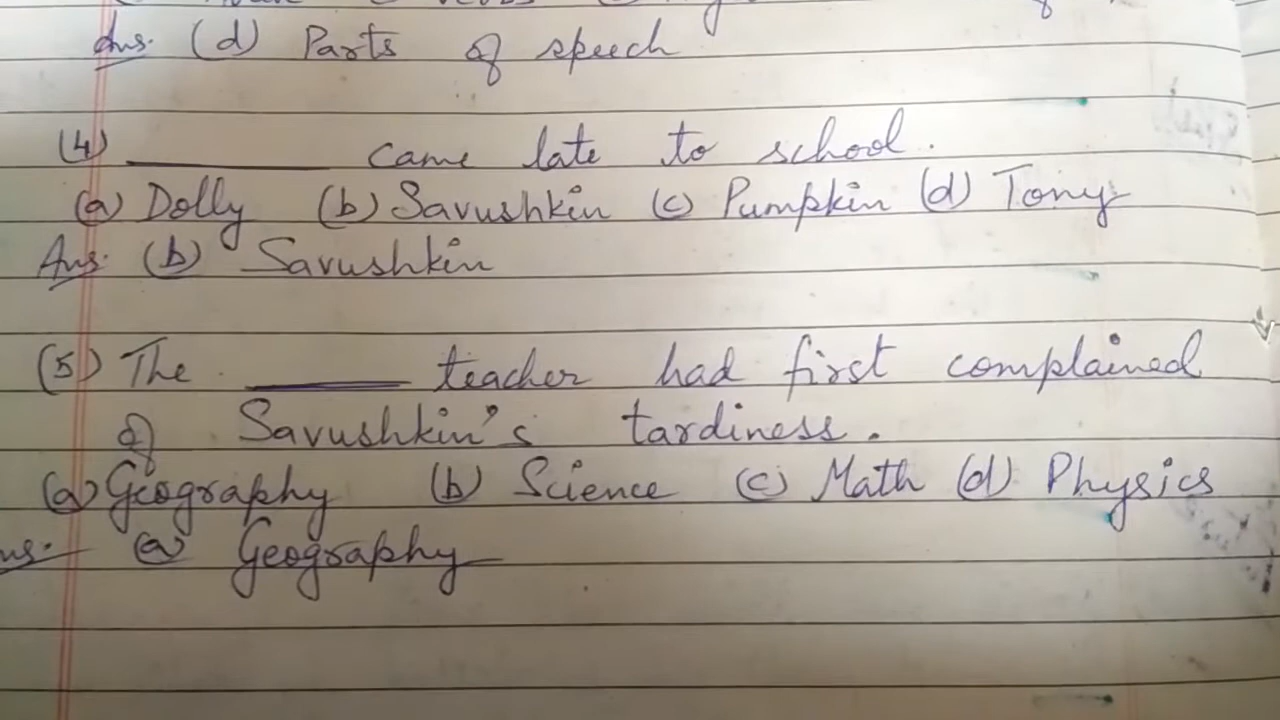 Ans. (d) Parts of speech
(4) ______ came late to school.
(a) Dolly (b) Savushkin (c) Pumpkin (d) Tony
Ans. (b) Savushkin
(5) The ______ teacher had first complained
of Savushkin's tardiness.
(a) Geography (b) Science (c) Math (d) Physics
Ans. (a) Geography